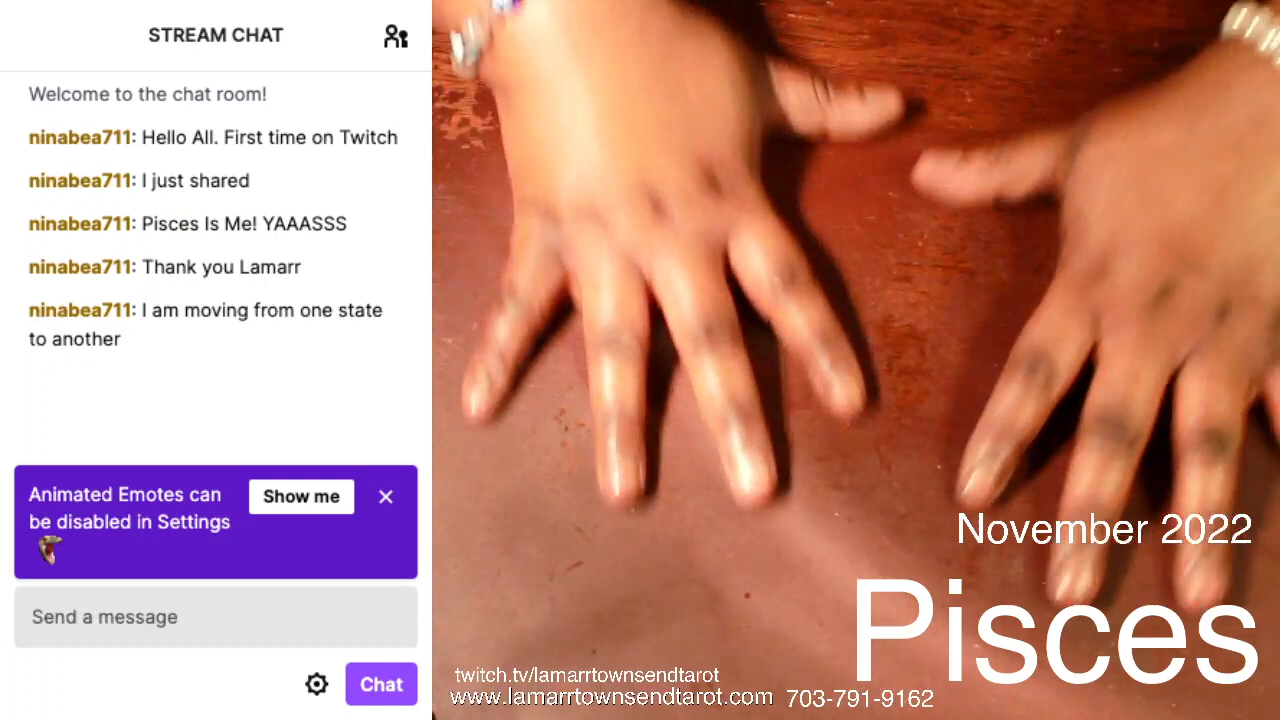 STREAM CHAT
Welcome to the chat room!
ninabea711: Hello All. First time on Twitch
ninabea711: I just shared
ninabea711: Pisces Is Me! YAAASSS
ninabea711: Thank you Lamarr
ninabea711: I am moving from one state
to another
Animated Emotes can
be disabled in Settings
Show me
Send a message
Chat
November 2022
Pisces
twitch.tv/lamarrtownsendtarot
www.lamarrtownsendtarot.com 703-791-9162